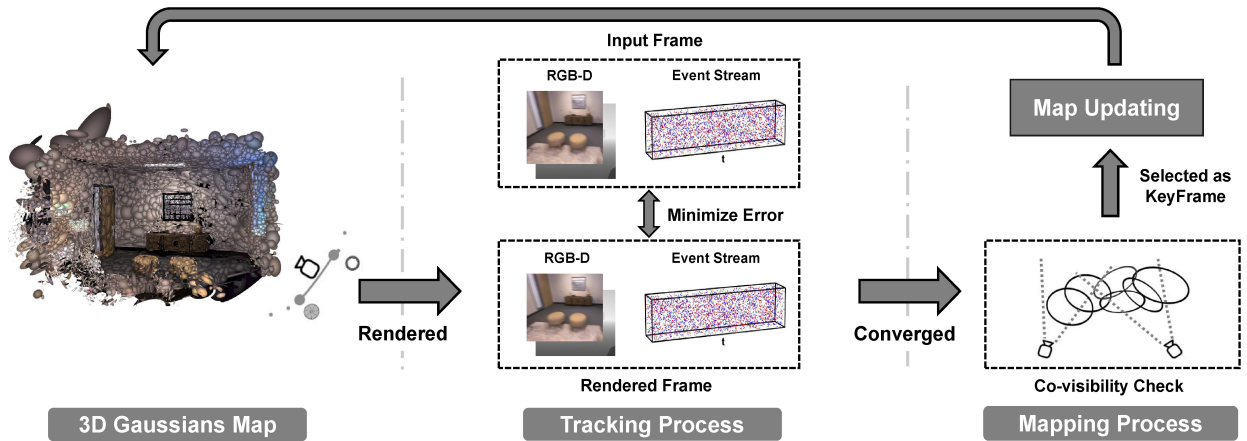 Input Frame
RGB-D
Event Stream
t
Minimize Error
RGB-D
Event Stream
t
Rendered Frame
Rendered
Converged
Map Updating
Selected as
KeyFrame
Co-visibility Check
3D Gaussians Map
Tracking Process
Mapping Process